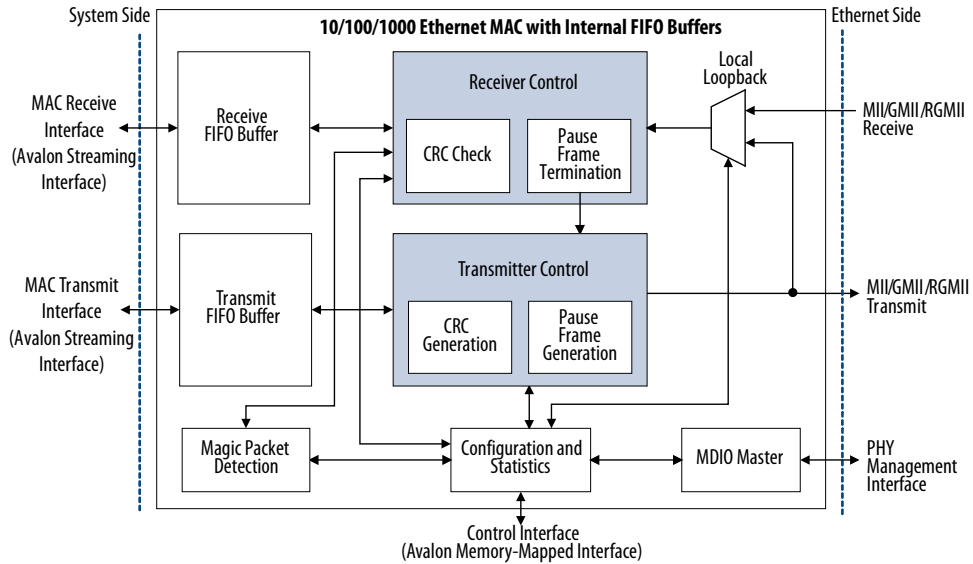 System Side
Ethernet Side
10/100/1000 Ethernet MAC with Internal FIFO Buffers
MAC Receive
Interface
(Avalon Streaming
Interface)
Receive
FIFO Buffer
Receiver Control
CRC Check
Pause
Frame
Termination
Local
Loopback
MII/GMII/RGMII
Receive
MAC Transmit
Interface
(Avalon Streaming
Interface)
Transmit
FIFO Buffer
Transmitter Control
CRC
Generation
Pause
Frame
Generation
MII/GMII/RGMII
Transmit
Magic Packet
Detection
Configuration and
Statistics
MDIO Master
PHY
Management
Interface
Control Interface
(Avalon Memory-Mapped Interface)